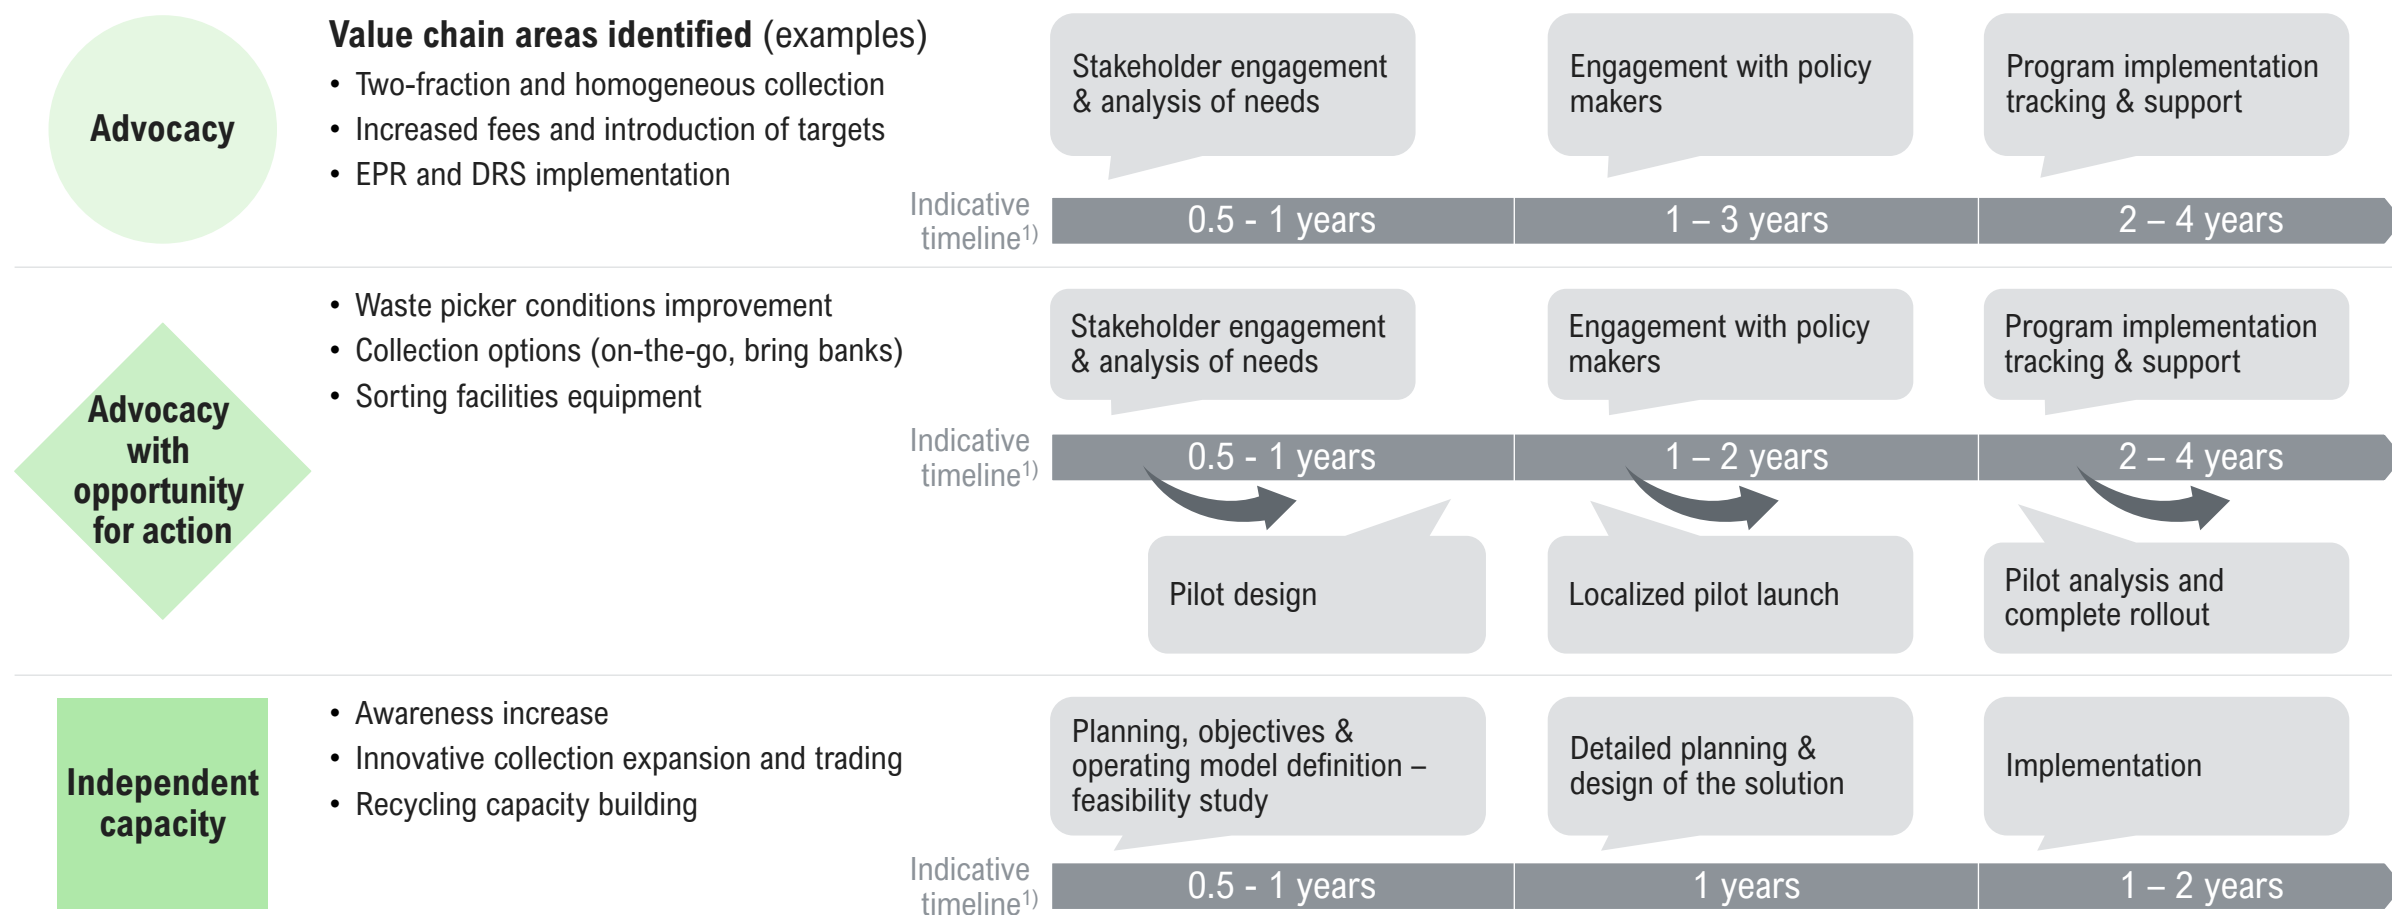 Advocacy
Value chain areas identified (examples)
• Two-fraction and homogeneous collection
• Increased fees and introduction of targets
• EPR and DRS implementation
Stakeholder engagement
& analysis of needs
Engagement with policy
makers
Program implementation
tracking & support
Indicative
timeline1)
0.5 - 1 years
1 – 3 years
2 – 4 years
Advocacy
with
opportunity
for action
• Waste picker conditions improvement
• Collection options (on-the-go, bring banks)
• Sorting facilities equipment
Stakeholder engagement
& analysis of needs
Engagement with policy
makers
Program implementation
tracking & support
Indicative
timeline1)
0.5 - 1 years
1 – 2 years
2 – 4 years
Pilot design
Localized pilot launch
Pilot analysis and
complete rollout
Independent
capacity
• Awareness increase
• Innovative collection expansion and trading
• Recycling capacity building
Planning, objectives &
operating model definition –
feasibility study
Detailed planning &
design of the solution
Implementation
Indicative
timeline1)
0.5 - 1 years
1 years
1 – 2 years